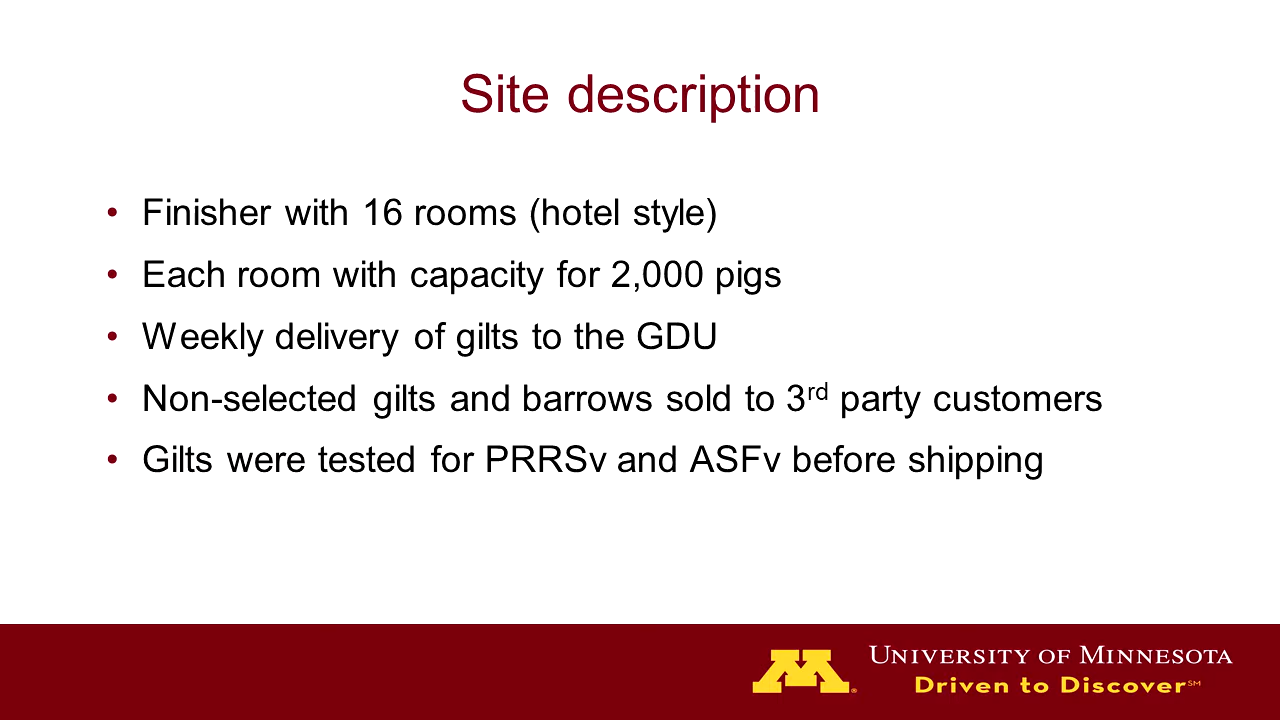 Site description
• Finisher with 16 rooms (hotel style)
• Each room with capacity for 2,000 pigs
• Weekly delivery of gilts to the GDU
• Non-selected gilts and barrows sold to 3rd party customers
• Gilts were tested for PRRSv and ASFv before shipping
M®
UNIVERSITY OF MINNESOTA
Driven to Discover℠